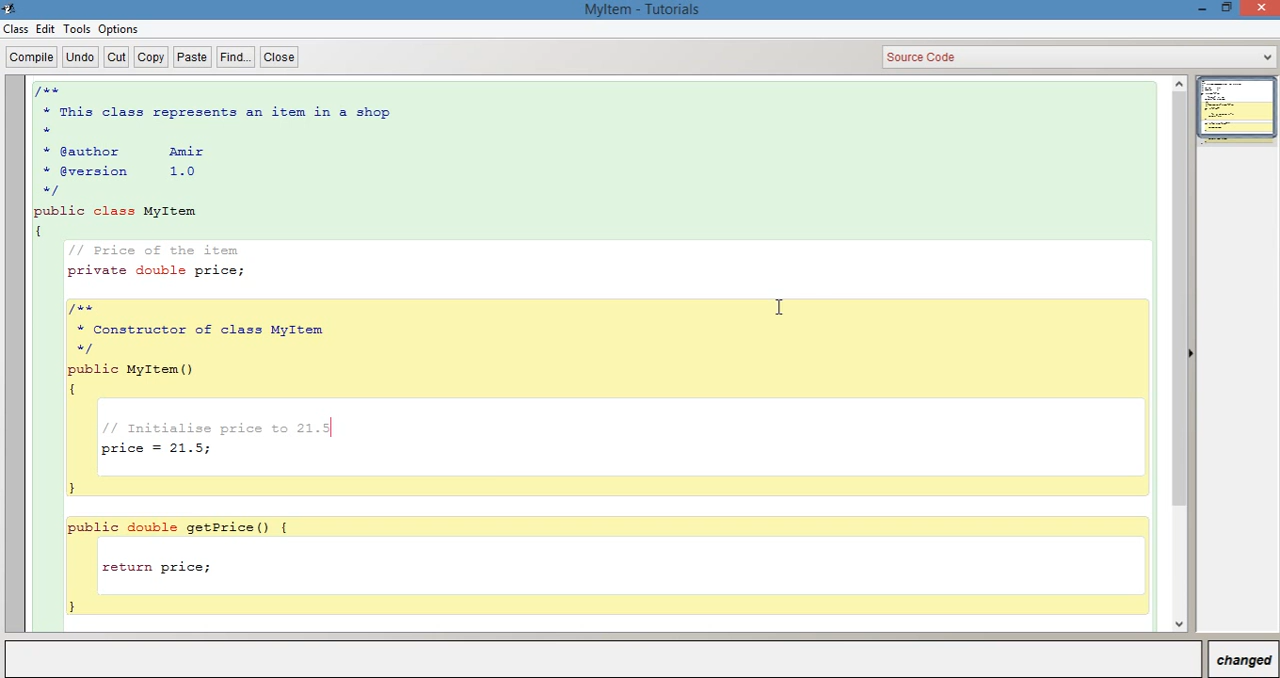 MyItem - Tutorials
Class Edit Tools Options
Compile Undo Cut Copy Paste Find... Close Source Code
/**
* This class represents an item in a shop
*
* @author Amir
* @version 1.0
*/
public class MyItem
{
// Price of the item
private double price;
/**
* Constructor of class MyItem
*/
public MyItem()
{
// Initialise price to 21.5
price = 21.5;
}
public double getPrice() {
return price;
}
changed